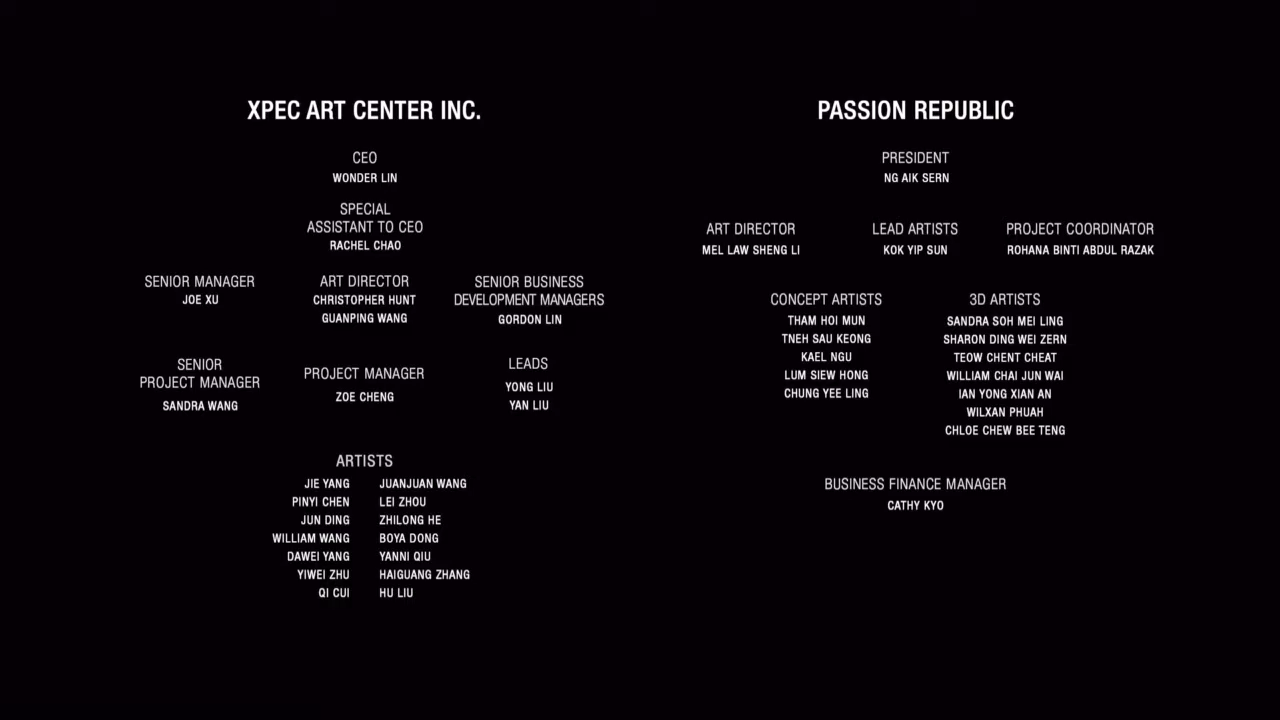 XPEC ART CENTER INC.
CEO
WONDER LIN
SPECIAL
ASSISTANT TO CEO
RACHEL CHAO
SENIOR MANAGER
JOE XU
ART DIRECTOR
CHRISTOPHER HUNT
GUANPING WANG
SENIOR BUSINESS
DEVELOPMENT MANAGERS
GORDON LIN
SENIOR
PROJECT MANAGER
SANDRA WANG
PROJECT MANAGER
ZOE CHENG
LEADS
YONG LIU
YAN LIU
ARTISTS
JIE YANG
PINYI CHEN
JUN DING
WILLIAM WANG
DAWEI YANG
YIWEI ZHU
QI CUI
JUANJUAN WANG
LEI ZHOU
ZHILONG HE
BOYA DONG
YANNI QIU
HAIGUANG ZHANG
HU LIU
PASSION REPUBLIC
PRESIDENT
NG AIK SERN
ART DIRECTOR
MEL LAW SHENG LI
LEAD ARTISTS
KOK YIP SUN
PROJECT COORDINATOR
ROHANA BINTI ABDUL RAZAK
CONCEPT ARTISTS
THAM HOI MUN
TNEH SAU KEONG
KAEL NGU
LUM SIEW HONG
CHUNG YEE LING
3D ARTISTS
SANDRA SOH MEI LING
SHARON DING WEI ZERN
TEOW CHENT CHEAT
WILLIAM CHAI JUN WAI
IAN YONG XIAN AN
WILXAN PHUAH
CHLOE CHEW BEE TENG
BUSINESS FINANCE MANAGER
CATHY KYO